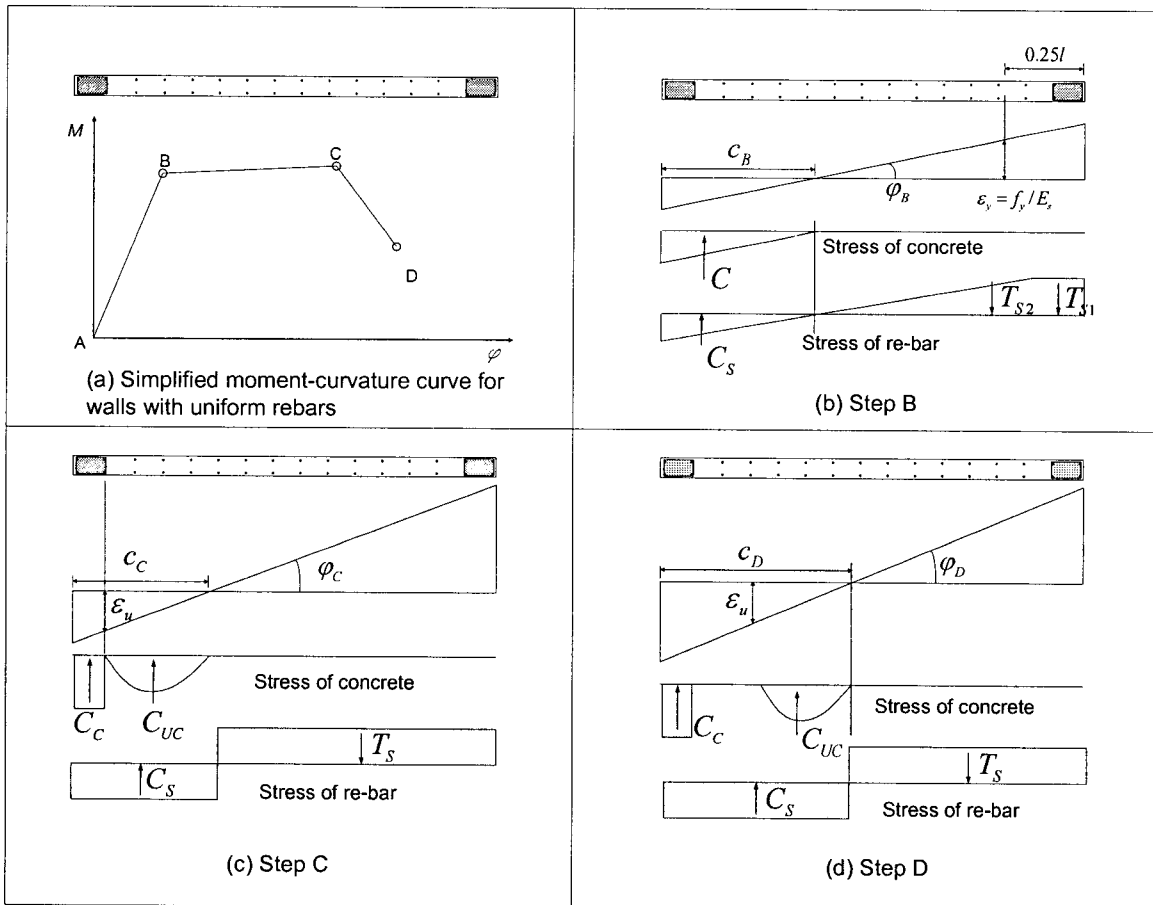 M
B
C
D
A
φ
(a) Simplified moment-curvature curve for
walls with uniform rebars
0.25l
c_B
φ_B
ε_y = f_y / E_s
Stress of concrete
C
T_S2
T_S1
C_S
Stress of re-bar
(b) Step B
c_C
φ_C
ε_u
Stress of concrete
C_C
C_UC
T_S
C_S
Stress of re-bar
(c) Step C
c_D
φ_D
ε_u
Stress of concrete
C_C
C_UC
T_S
C_S
Stress of re-bar
(d) Step D